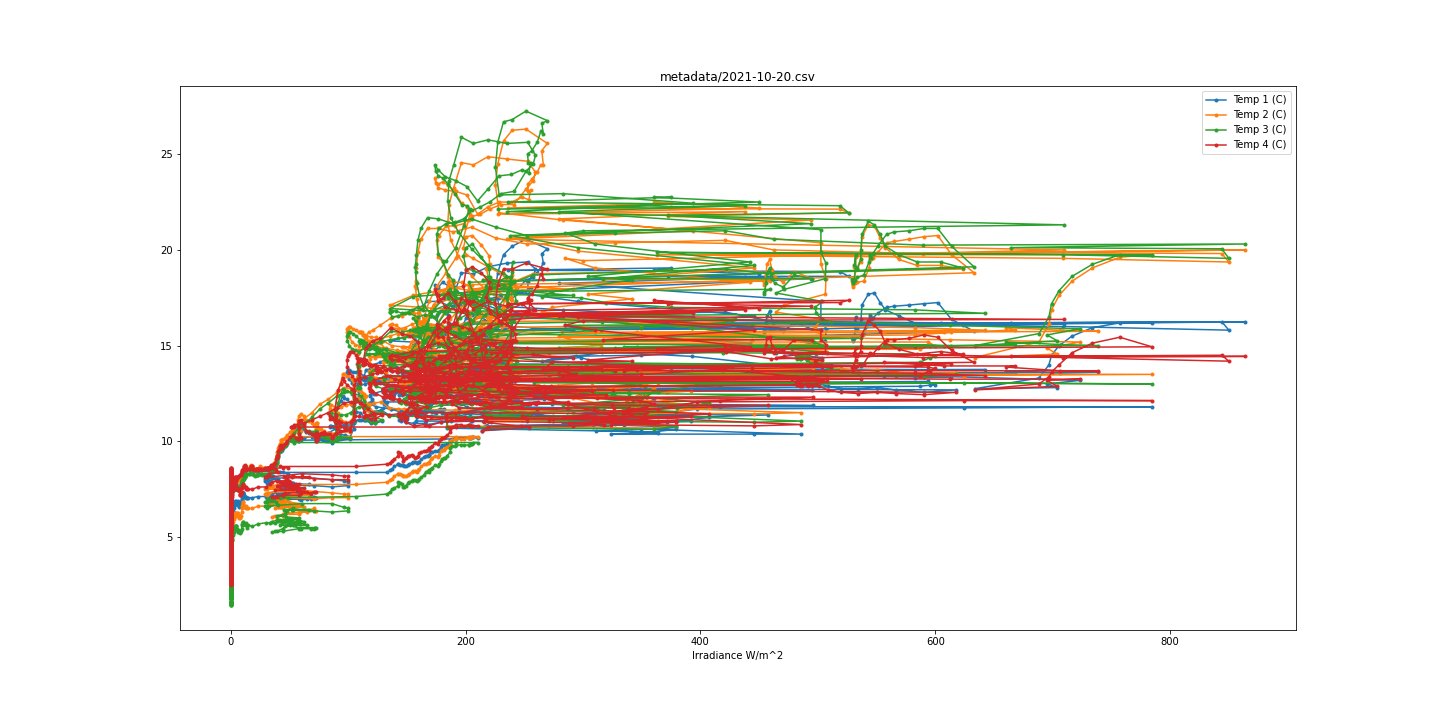 metadata/2021-10-20.csv
Temp 1 (C)
Temp 2 (C)
Temp 3 (C)
Temp 4 (C)
25
20
15
10
5
0 200 400 600 800
Irradiance W/m^2